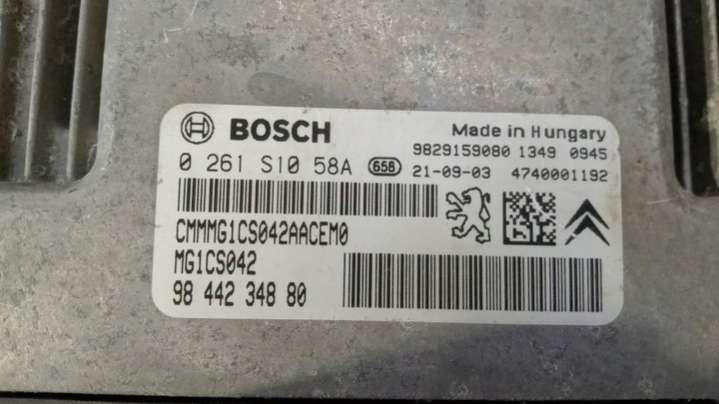 BOSCH
Made in Hungary
9829159080 1349 0945
0 261 S10 58A 658 21-09-03 4740001192
CMMMG1CS042AACEM0
MG1CS042
98 442 348 80